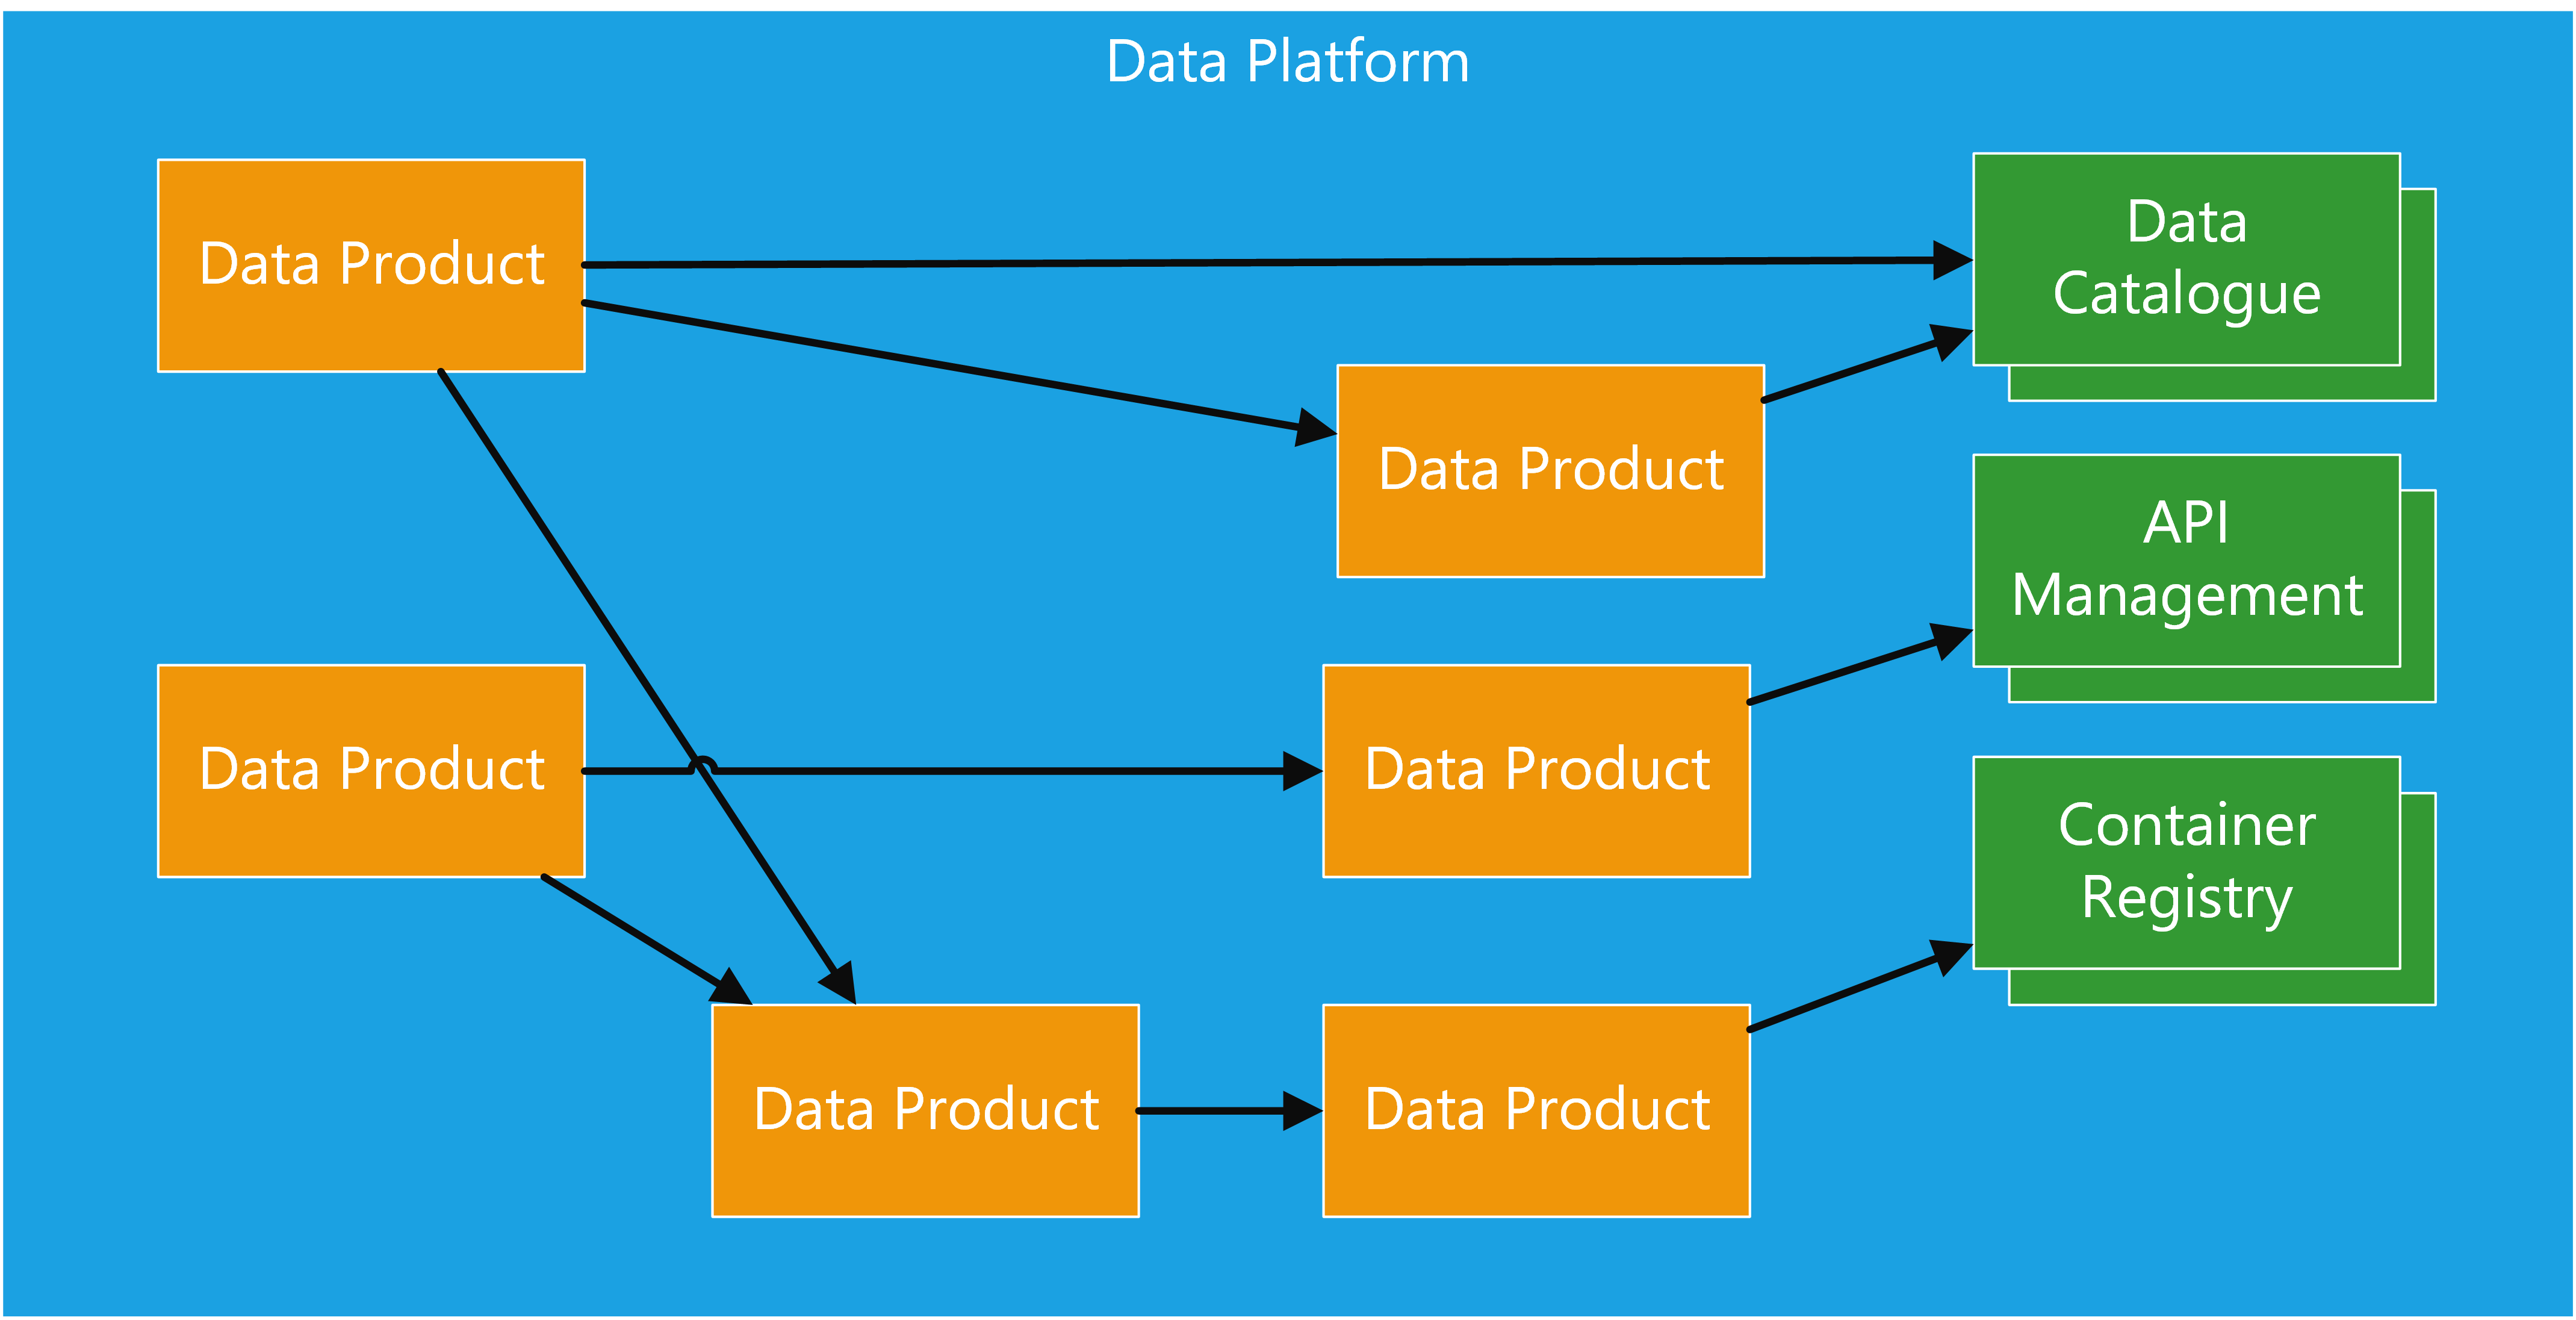 Data Platform
Data Product
Data
Catalogue
Data Product
API
Management
Data Product
Data Product
Container
Registry
Data Product
Data Product